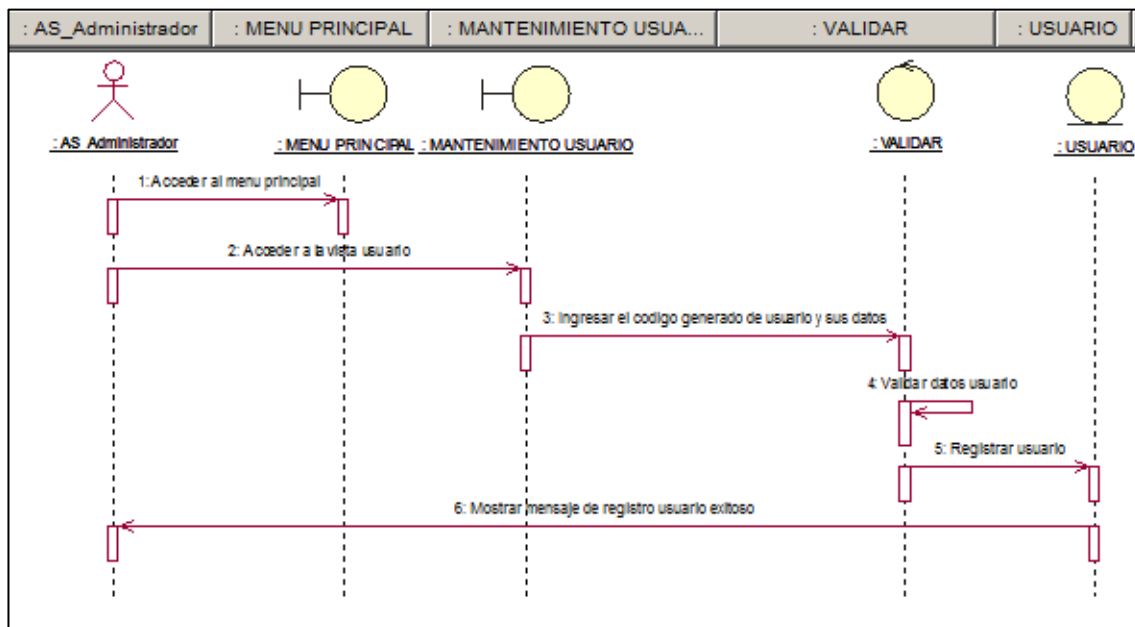 : AS_Administrador
: MENU PRINCIPAL
: MANTENIMIENTO USUA...
: VALIDAR
: USUARIO
: AS_Administrador
: MENU PRINCIPAL
: MANTENIMIENTO USUARIO
: VALIDAR
: USUARIO
1: Acceder al menu principal
2: Acceder a la vista usuario
3: Ingresar el codigo generado de usuario y sus datos
4: Validar datos usuario
5: Registrar usuario
6: Mostrar mensaje de registro usuario exitoso